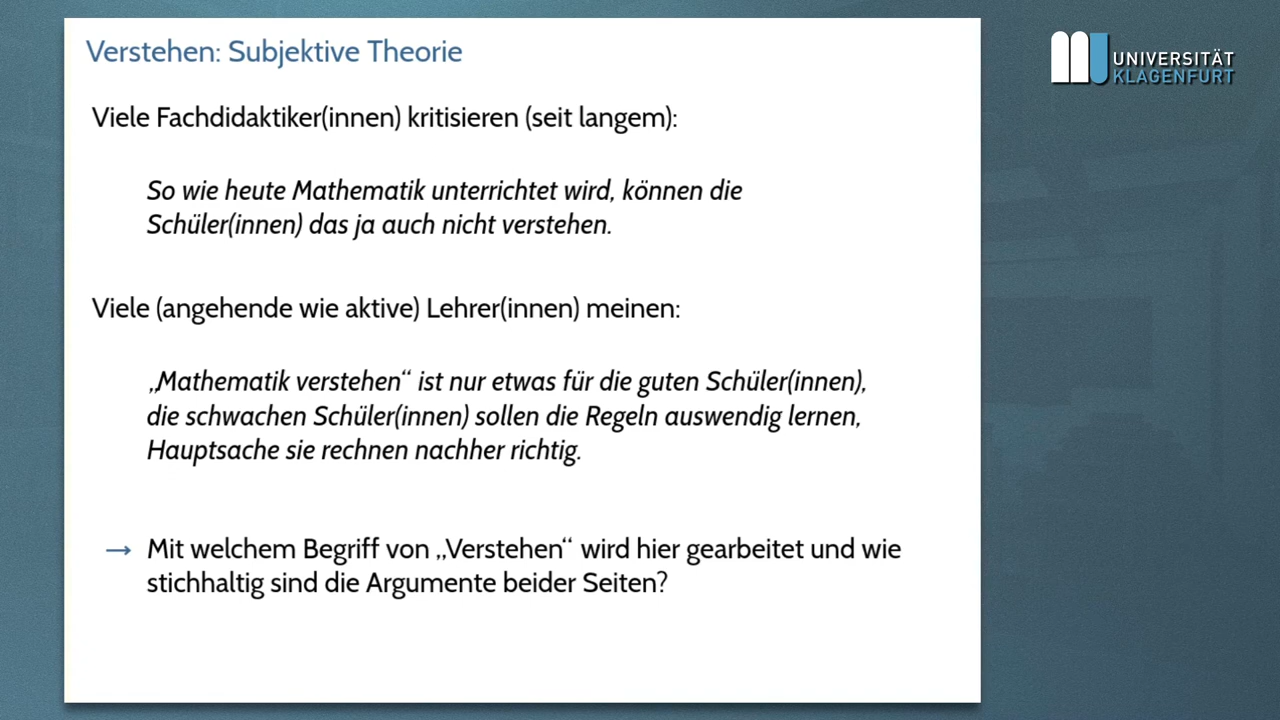 Verstehen: Subjektive Theorie
UNIVERSITÄT
KLAGENFURT
Viele Fachdidaktiker(innen) kritisieren (seit langem):
So wie heute Mathematik unterrichtet wird, können die
Schüler(innen) das ja auch nicht verstehen.
Viele (angehende wie aktive) Lehrer(innen) meinen:
„Mathematik verstehen“ ist nur etwas für die guten Schüler(innen),
die schwachen Schüler(innen) sollen die Regeln auswendig lernen,
Hauptsache sie rechnen nachher richtig.
→ Mit welchem Begriff von „Verstehen“ wird hier gearbeitet und wie
stichhaltig sind die Argumente beider Seiten?